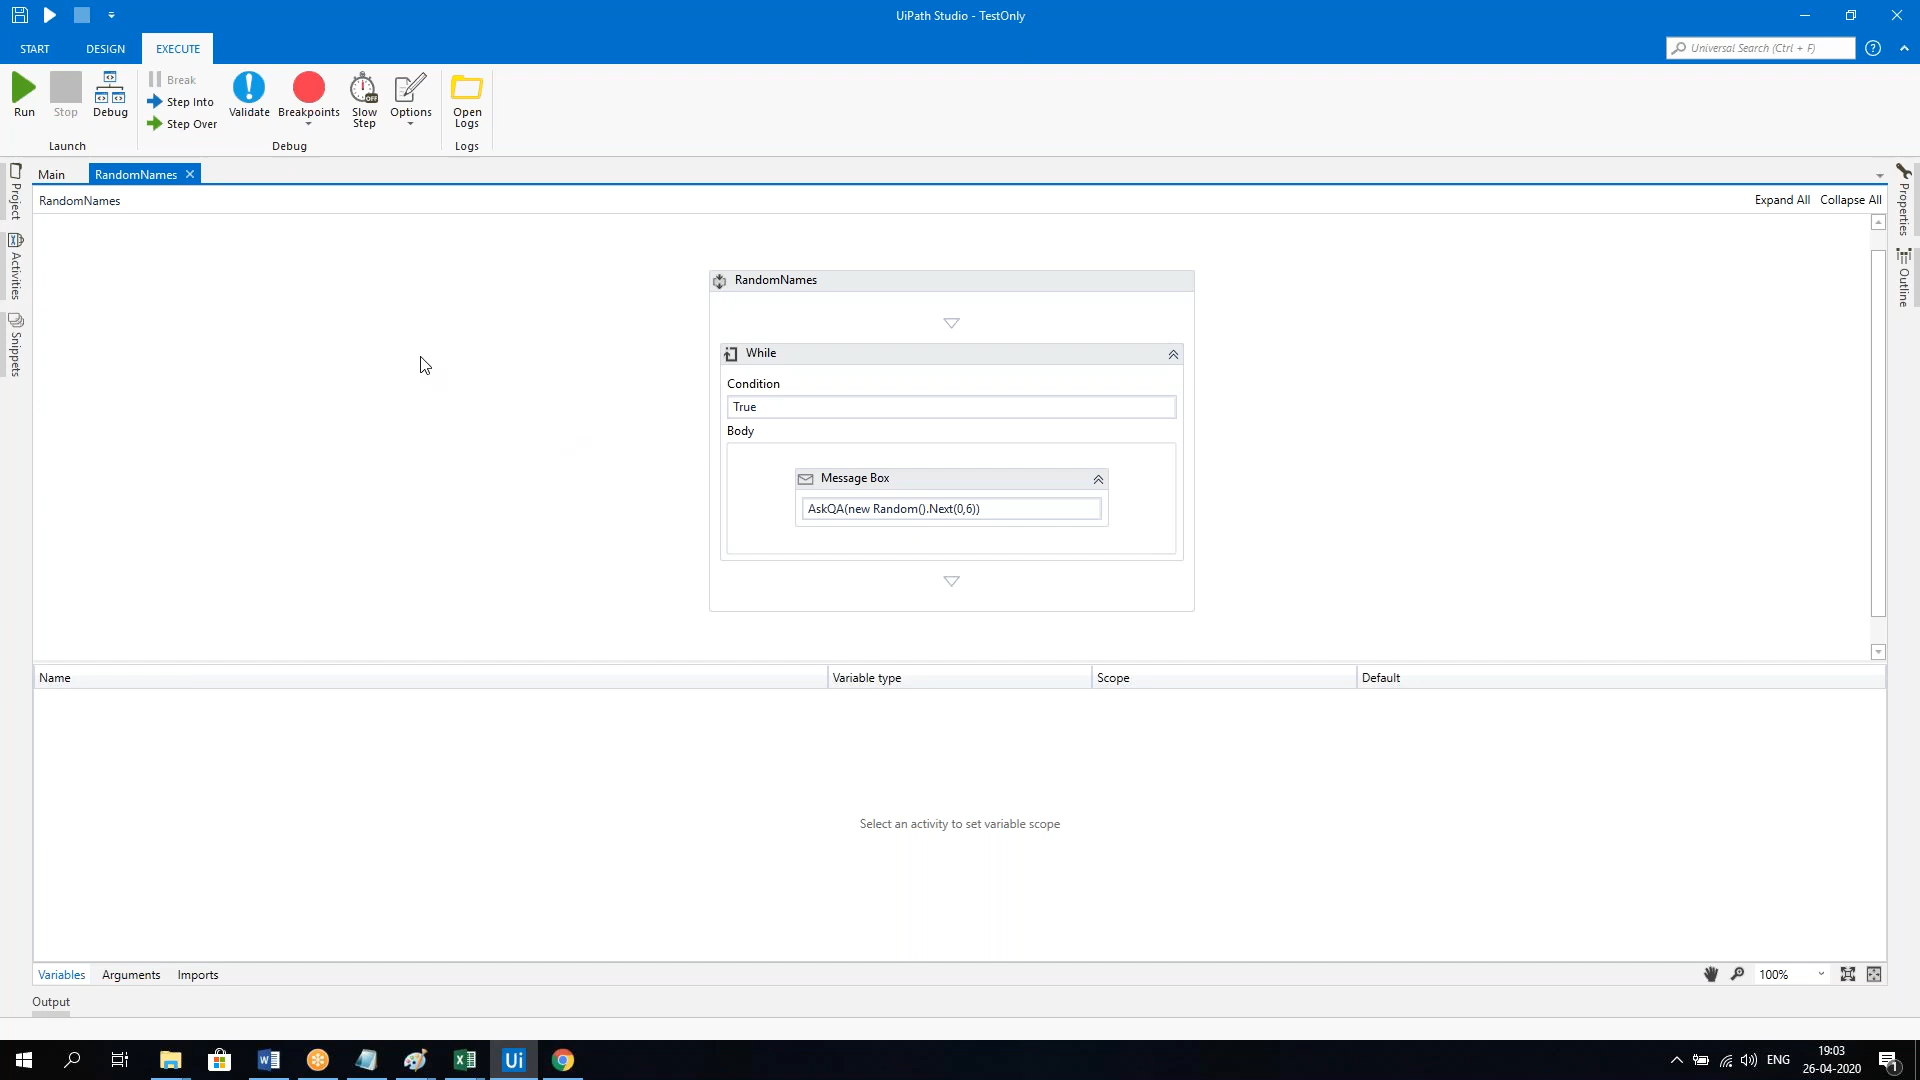 UiPath Studio - TestOnly
START DESIGN EXECUTE
Universal Search (Ctrl + F)
?
Run
Stop
Debug
Launch
Break
Step Into
Step Over
Validate
Breakpoints
OFF
Slow
Step
Options
Debug
Open
Logs
Logs
Project
Activities
Snippets
Main RandomNames
RandomNames
Expand All Collapse All
Properties
Outline
RandomNames
While
Condition
True
Body
Message Box
AskQA(new Random().Next(0,6))
Name Variable type Scope Default
Select an activity to set variable scope
Variables Arguments Imports
100%
Output
Ui
ENG
19:03
26-04-2020
1